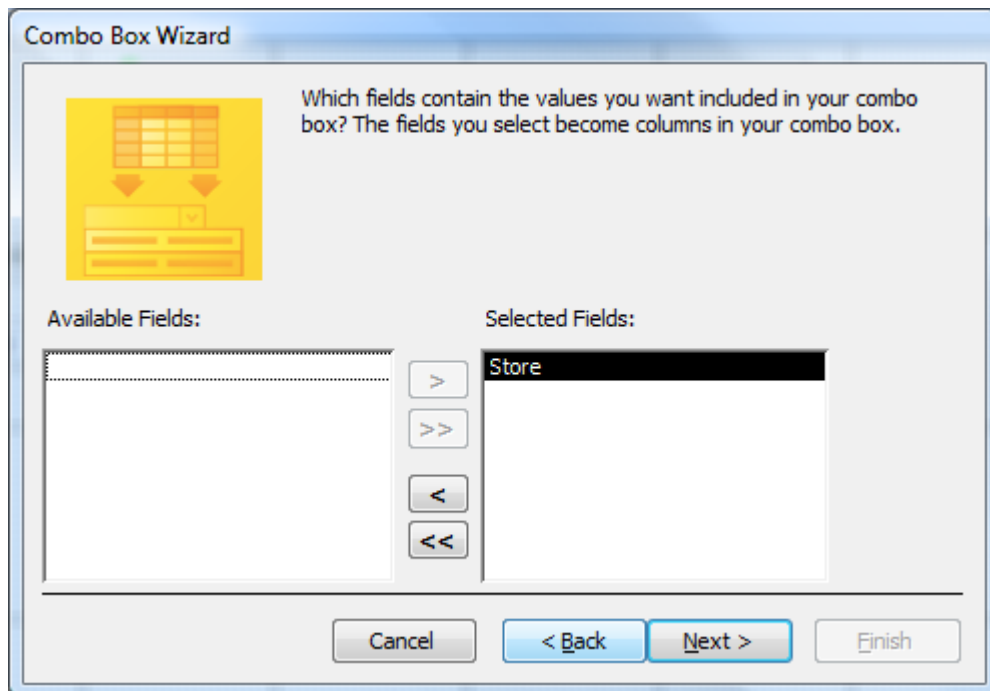 Combo Box Wizard
Which fields contain the values you want included in your combo
box? The fields you select become columns in your combo box.
Available Fields:
Selected Fields:
Store
>
>>
<
<<
Cancel
< Back
Next >
Finish